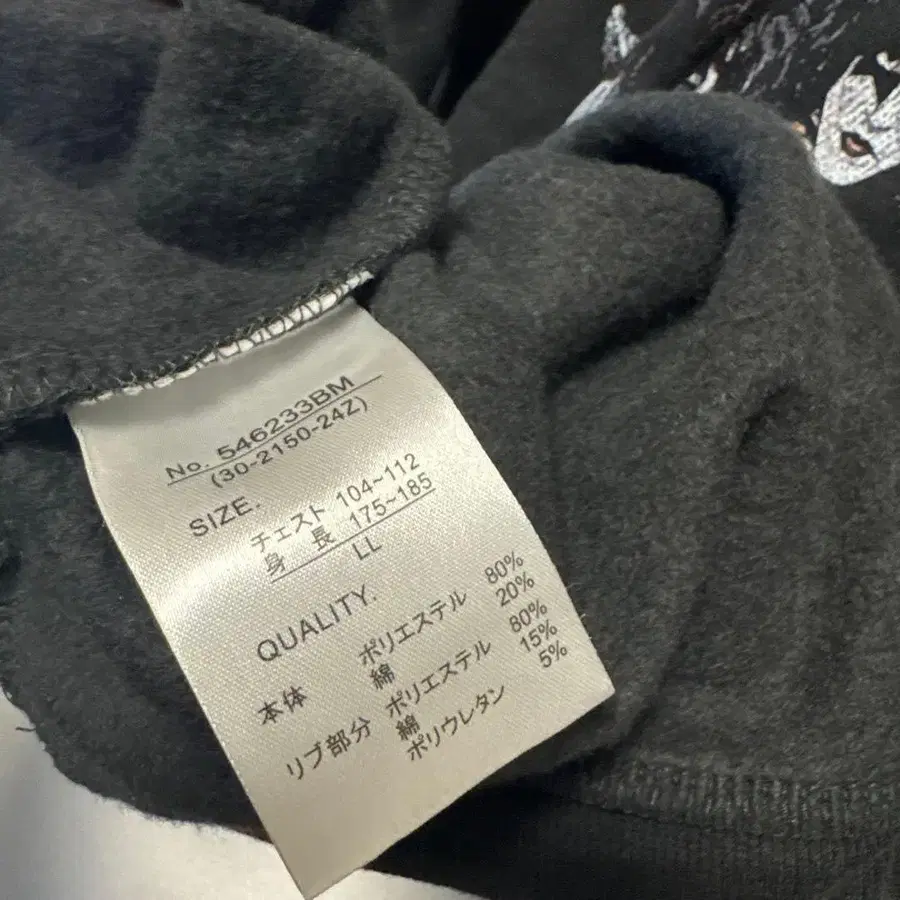 No. 546233BM
(30-2150-24Z)
SIZE.
チェスト 104~112
身 長 175~185
LL
QUALITY.
本体 ポリエステル 80%
綿 20%
リブ部分 ポリエステル 80%
綿 15%
ポリウレタン 5%